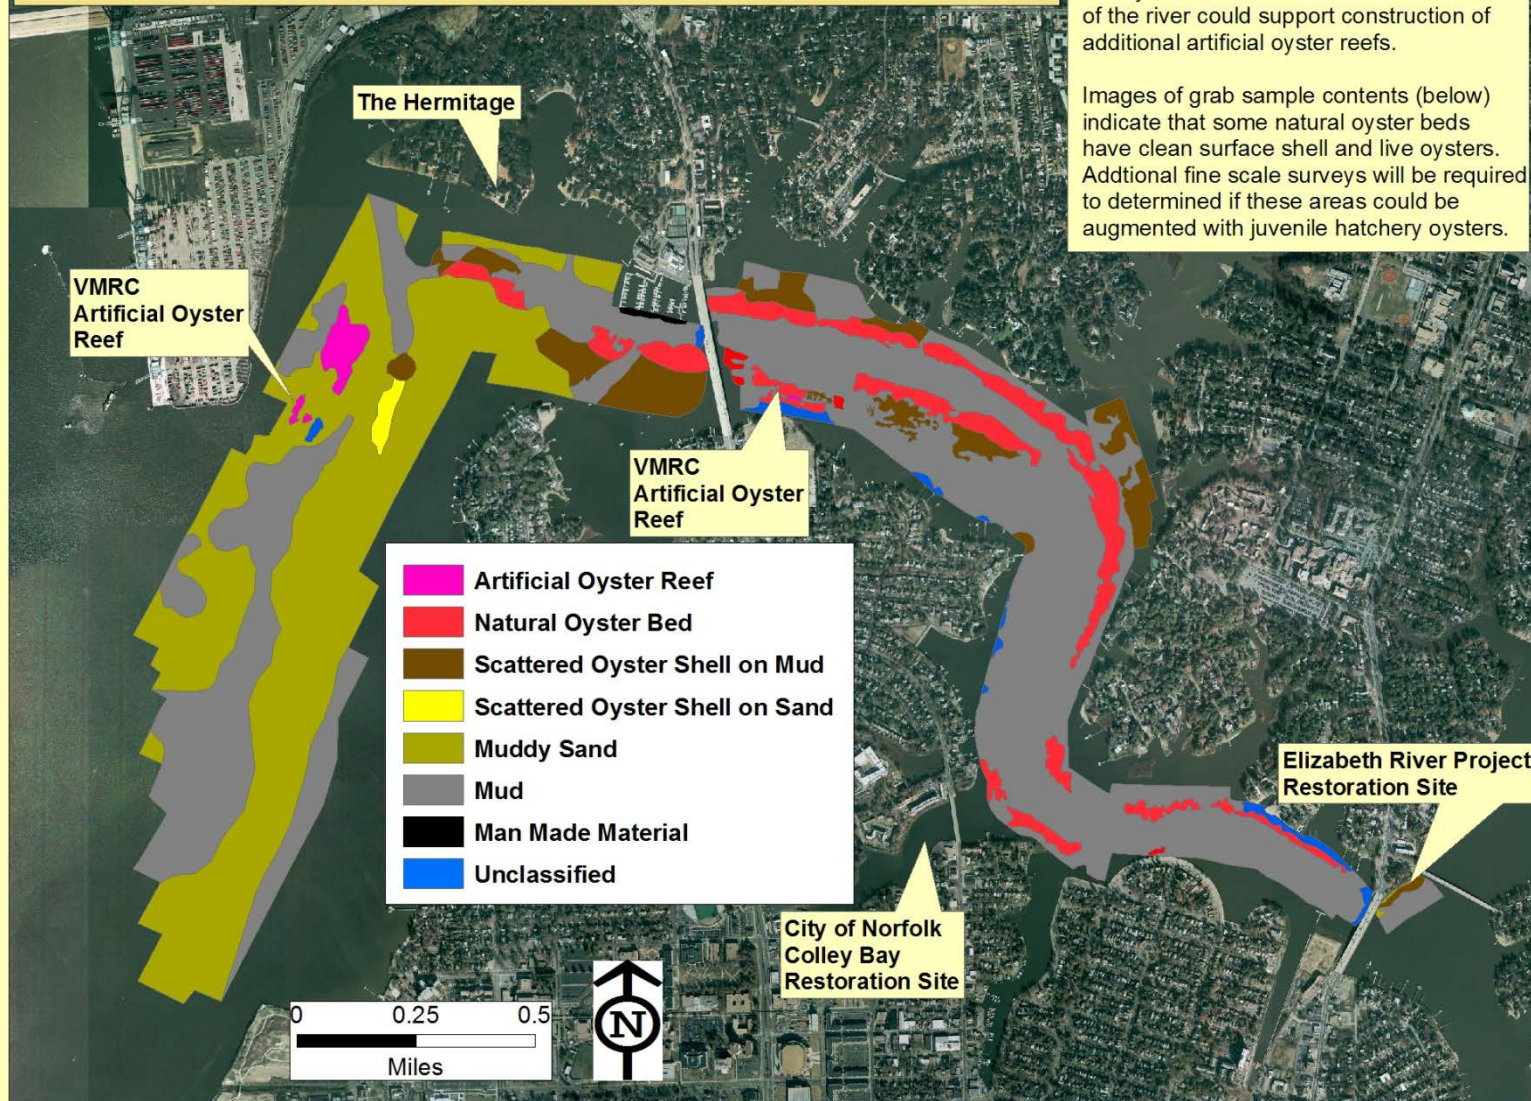 of the river could support construction of
additional artificial oyster reefs.
Images of grab sample contents (below)
indicate that some natural oyster beds
have clean surface shell and live oysters.
Addtional fine scale surveys will be required
to determined if these areas could be
augmented with juvenile hatchery oysters.
The Hermitage
VMRC
Artificial Oyster
Reef
VMRC
Artificial Oyster
Reef
Artificial Oyster Reef
Natural Oyster Bed
Scattered Oyster Shell on Mud
Scattered Oyster Shell on Sand
Muddy Sand
Mud
Man Made Material
Unclassified
Elizabeth River Project
Restoration Site
City of Norfolk
Colley Bay
Restoration Site
0 0.25 0.5
Miles
N